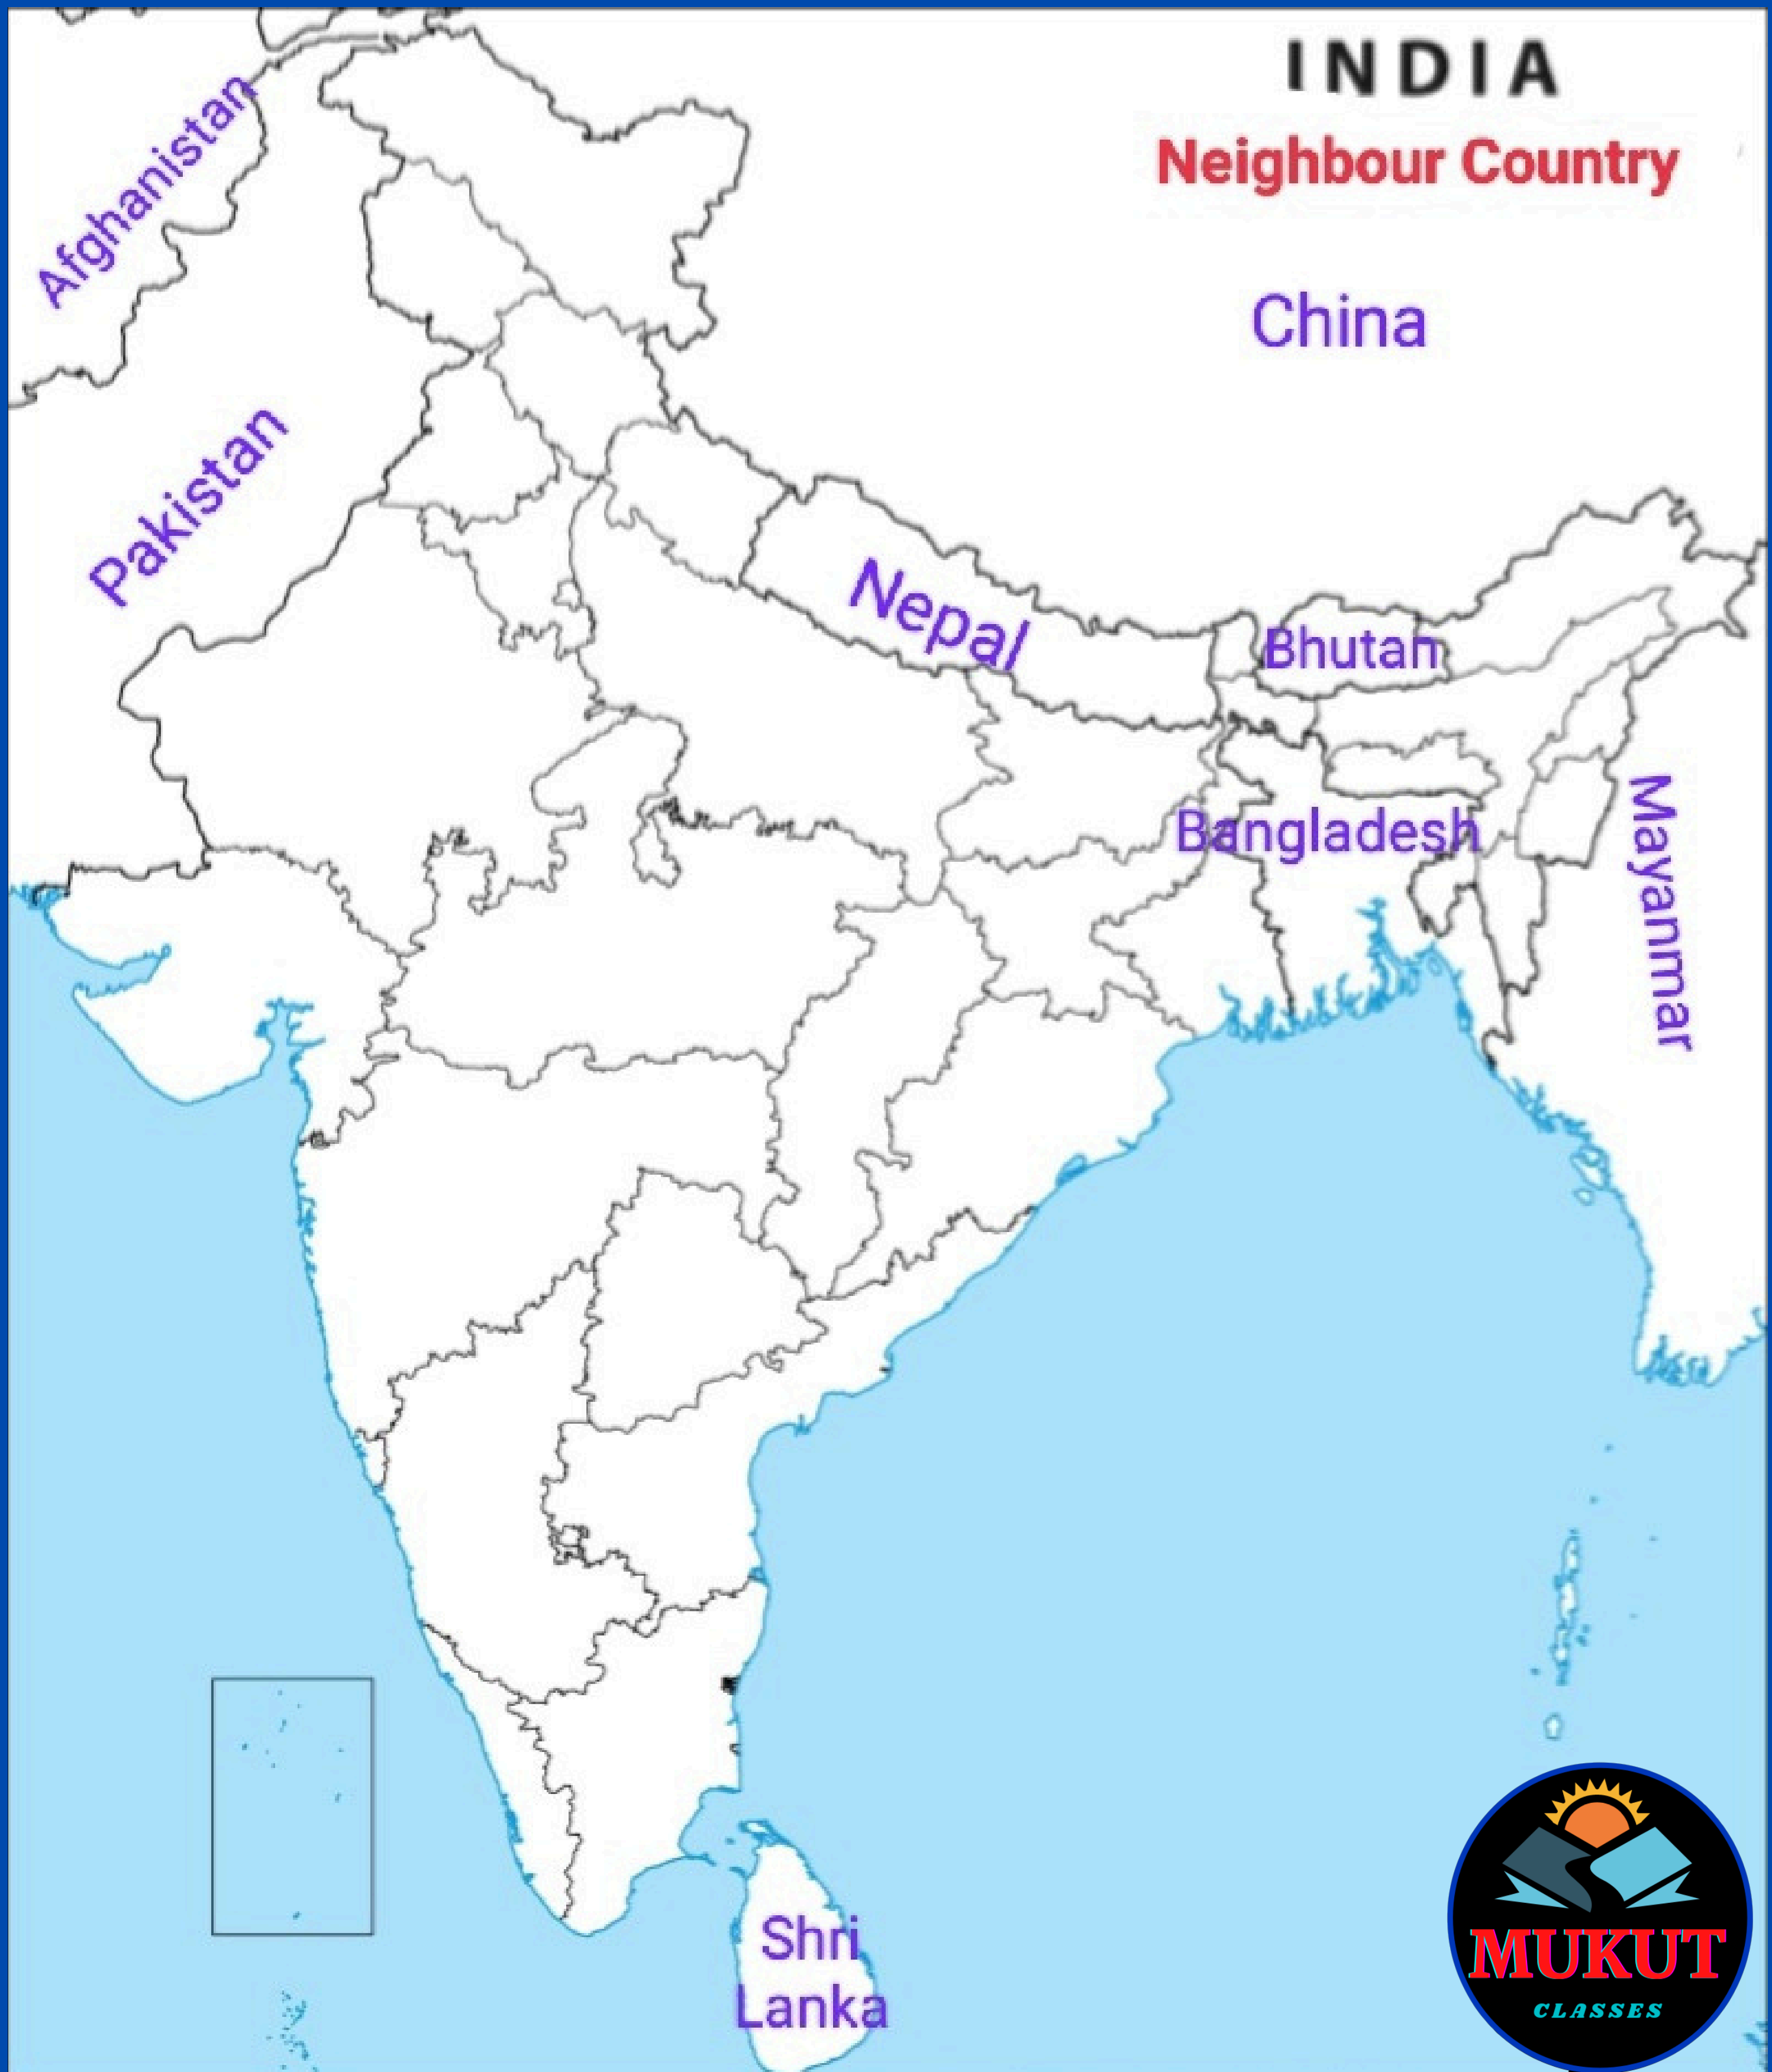 INDIA
Neighbour Country
Afghanistan
China
Pakistan
Nepal
Bhutan
Bangladesh
Mayanmar
Shri
Lanka
MUKUT
CLASSES